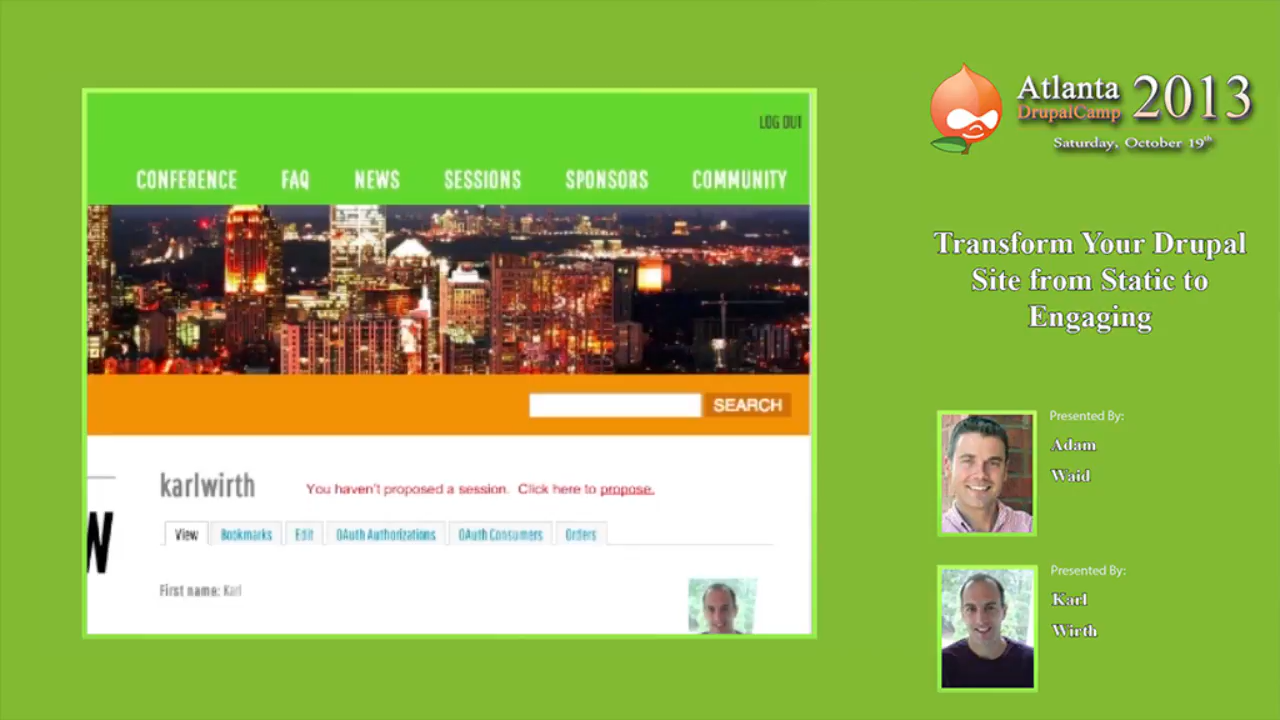 LOG OUT
CONFERENCE FAQ NEWS SESSIONS SPONSORS COMMUNITY
SEARCH
karlwirth You haven't proposed a session. Click here to propose.
W
View Bookmarks Edit OAuth Authorizations OAuth Consumers Orders
First name: Karl
Atlanta 2013
DrupalCamp
Saturday, October 19th
Transform Your Drupal
Site from Static to
Engaging
Presented By:
Adam
Waid
Presented By:
Karl
Wirth